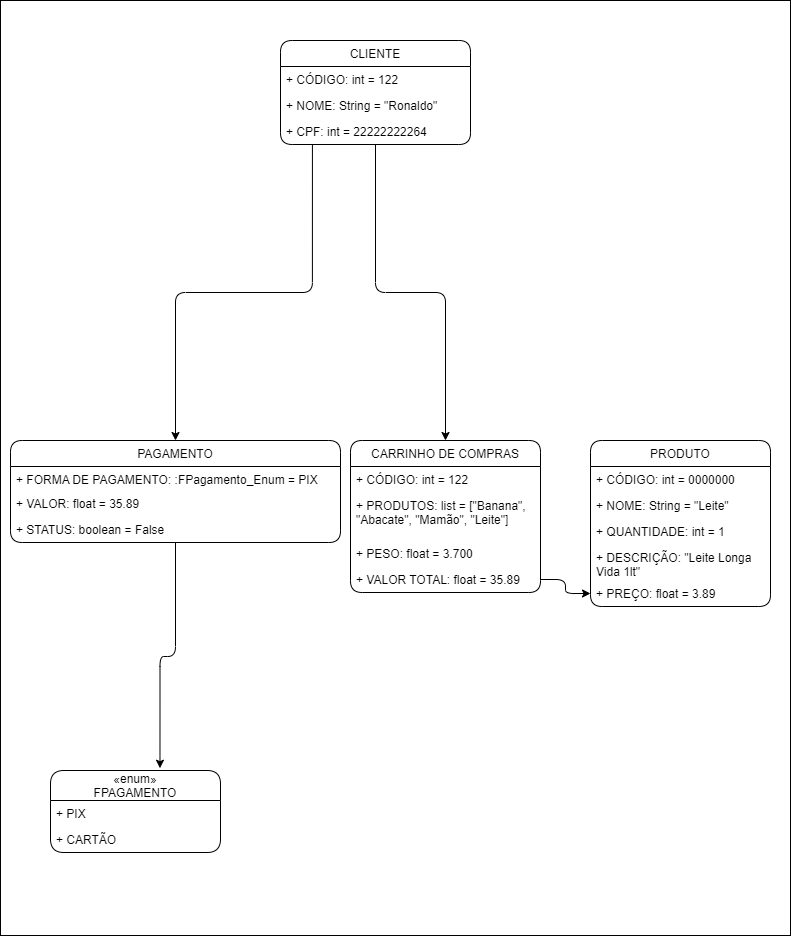 CLIENTE
+ CÓDIGO: int = 122
+ NOME: String = "Ronaldo"
+ CPF: int = 22222222264
PAGAMENTO
+ FORMA DE PAGAMENTO: :FPagamento_Enum = PIX
+ VALOR: float = 35.89
+ STATUS: boolean = False
CARRINHO DE COMPRAS
+ CÓDIGO: int = 122
+ PRODUTOS: list = ["Banana",
"Abacate", "Mamão", "Leite"]
+ PESO: float = 3.700
+ VALOR TOTAL: float = 35.89
PRODUTO
+ CÓDIGO: int = 0000000
+ NOME: String = "Leite"
+ QUANTIDADE: int = 1
+ DESCRIÇÃO: "Leite Longa
Vida 1lt"
+ PREÇO: float = 3.89
«enum»
FPAGAMENTO
+ PIX
+ CARTÃO